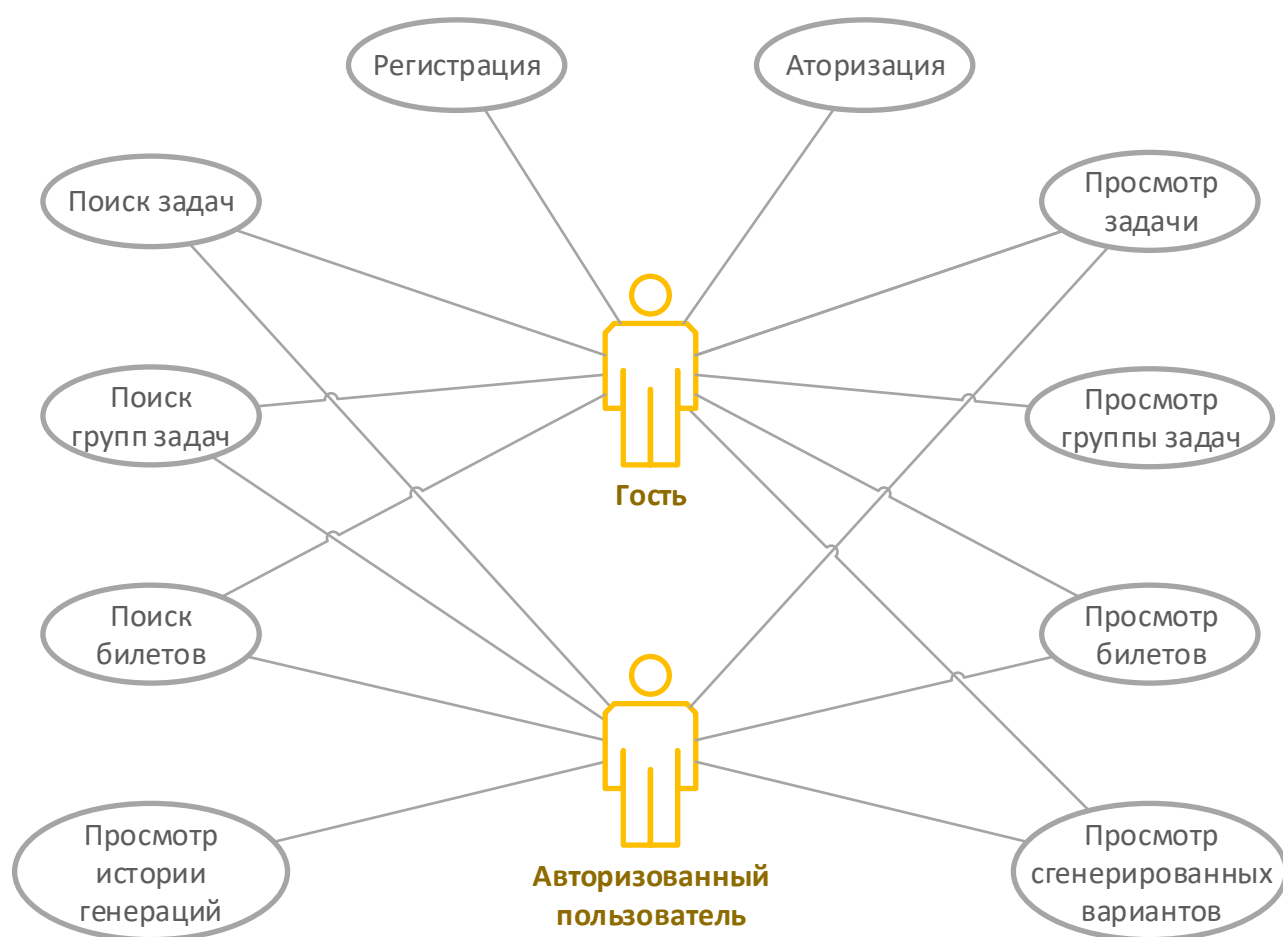 Регистрация
Аторизация
Поиск задач
Просмотр
задачи
Поиск
групп задач
Просмотр
группы задач
Гость
Поиск
билетов
Просмотр
билетов
Просмотр
истории
генераций
Авторизованный
пользователь
Просмотр
сгенерированных
вариантов